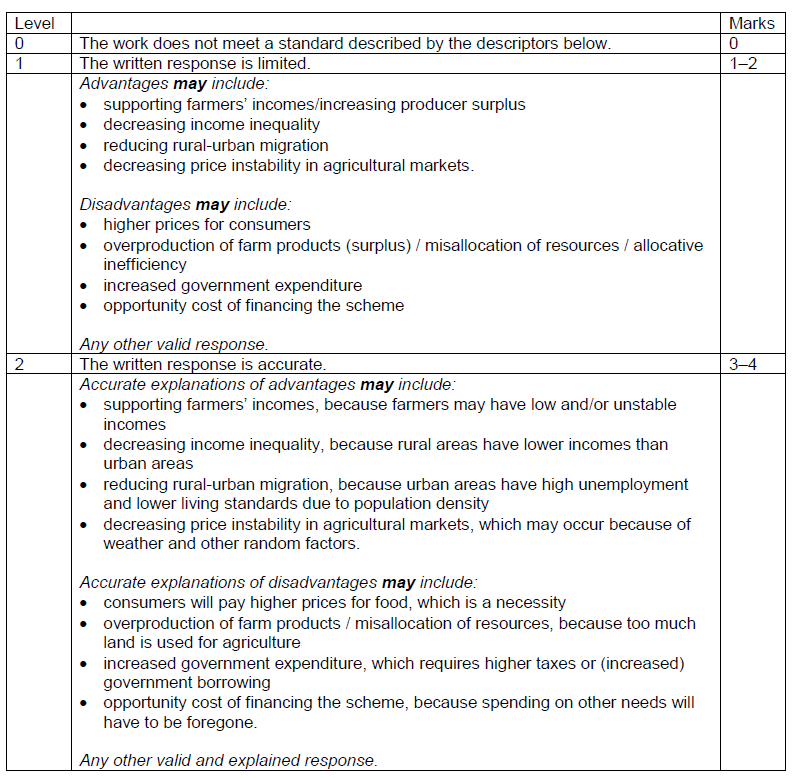 Level Marks
0 The work does not meet a standard described by the descriptors below. 0
1 The written response is limited. 1–2
Advantages may include:
• supporting farmers’ incomes/increasing producer surplus
• decreasing income inequality
• reducing rural-urban migration
• decreasing price instability in agricultural markets.
Disadvantages may include:
• higher prices for consumers
• overproduction of farm products (surplus) / misallocation of resources / allocative
inefficiency
• increased government expenditure
• opportunity cost of financing the scheme
Any other valid response.
2 The written response is accurate. 3–4
Accurate explanations of advantages may include:
• supporting farmers’ incomes, because farmers may have low and/or unstable
incomes
• decreasing income inequality, because rural areas have lower incomes than
urban areas
• reducing rural-urban migration, because urban areas have high unemployment
and lower living standards due to population density
• decreasing price instability in agricultural markets, which may occur because of
weather and other random factors.
Accurate explanations of disadvantages may include:
• consumers will pay higher prices for food, which is a necessity
• overproduction of farm products / misallocation of resources, because too much
land is used for agriculture
• increased government expenditure, which requires higher taxes or (increased)
government borrowing
• opportunity cost of financing the scheme, because spending on other needs will
have to be foregone.
Any other valid and explained response.